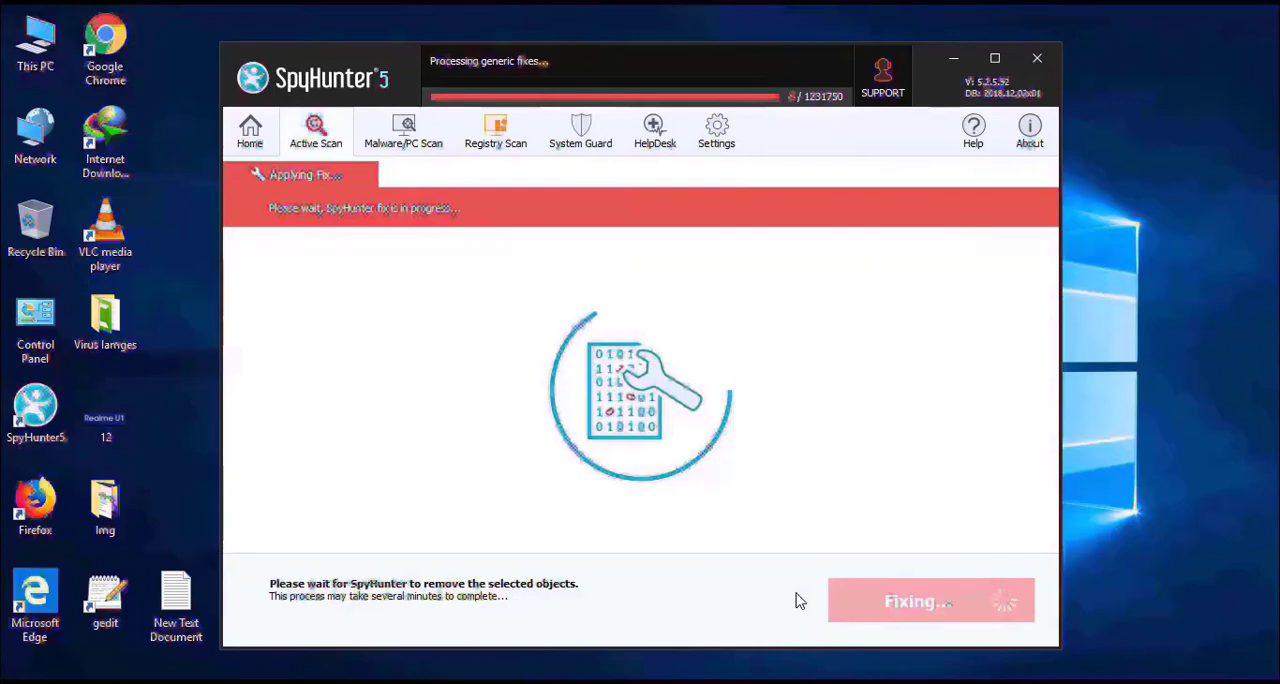 This PC
Google
Chrome
Network
Internet
Downlo...
Recycle Bin
VLC media
player
Control
Panel
Virus Iamges
SpyHunter5
Realme U1
12
Firefox
Img
Microsoft
Edge
gedit
New Text
Document
SpyHunter® 5
Processing generic fixes...
/ 1231750
SUPPORT
Home
Active Scan
Malware/PC Scan
Registry Scan
System Guard
HelpDesk
Settings
Help
About
Applying Fix...
Please wait, SpyHunter fix is in progress...
Please wait for SpyHunter to remove the selected objects.
This process may take several minutes to complete...
Fixing...